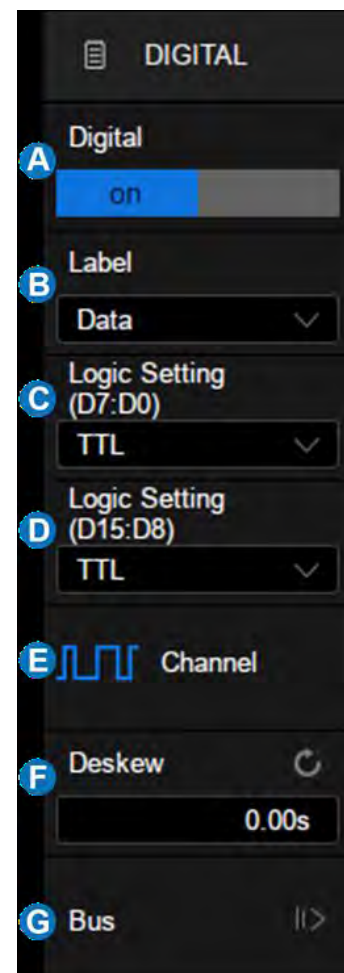 DIGITAL
Digital
A
on
Label
B
Data
Logic Setting
C
(D7:D0)
TTL
Logic Setting
D
(D15:D8)
TTL
E
Channel
Deskew
F
0.00s
G
Bus